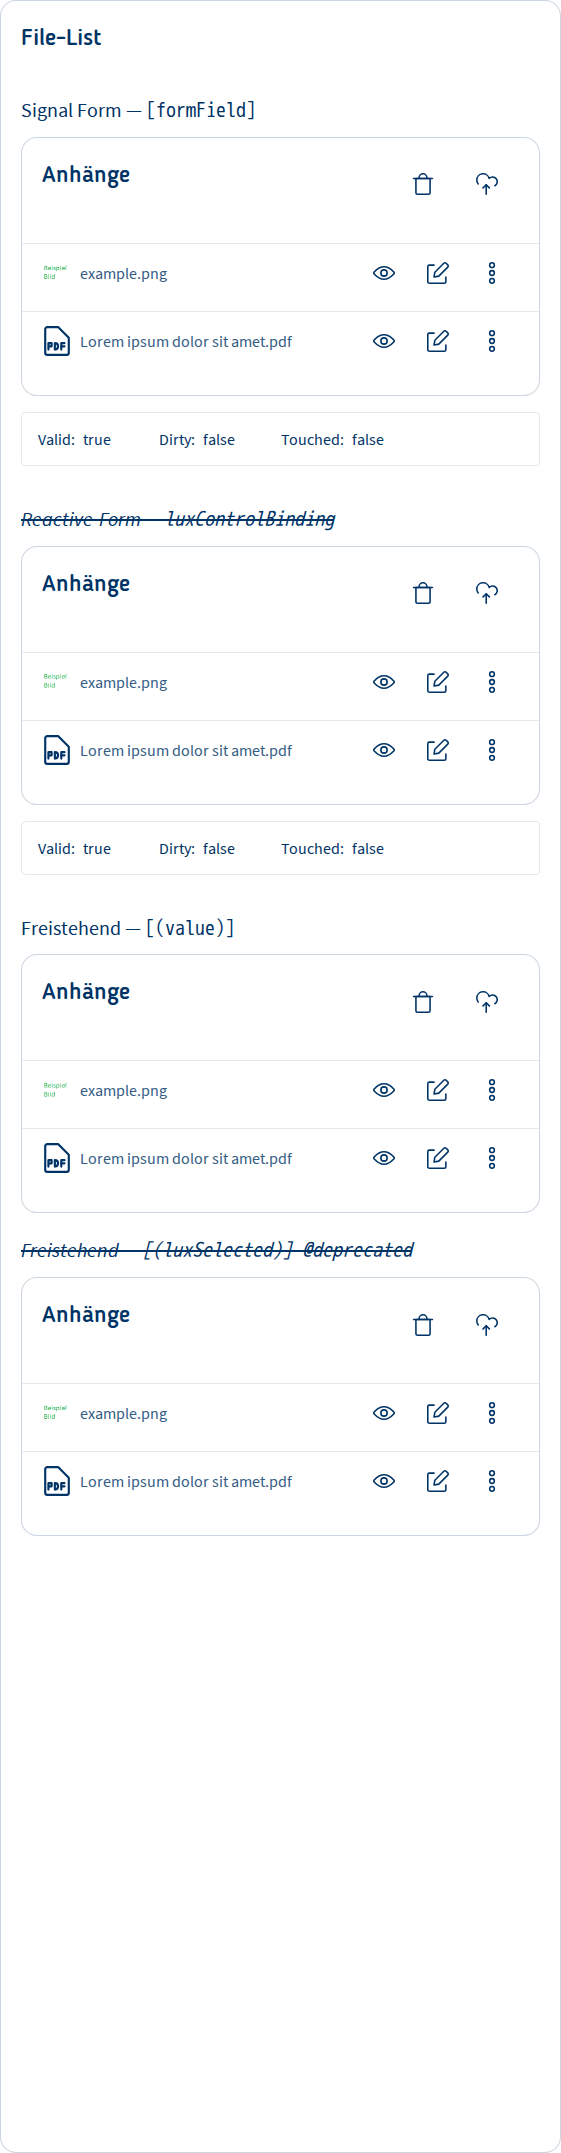 File-List
Signal Form — [formField]
Anhänge
Beispiel
Bild
example.png
PDF
Lorem ipsum dolor sit amet.pdf
Valid: true Dirty: false Touched: false
Reactive Form — luxControlBinding
Anhänge
Beispiel
Bild
example.png
PDF
Lorem ipsum dolor sit amet.pdf
Valid: true Dirty: false Touched: false
Freistehend — [(value)]
Anhänge
Beispiel
Bild
example.png
PDF
Lorem ipsum dolor sit amet.pdf
Freistehend — [(luxSelected)] @deprecated
Anhänge
Beispiel
Bild
example.png
PDF
Lorem ipsum dolor sit amet.pdf